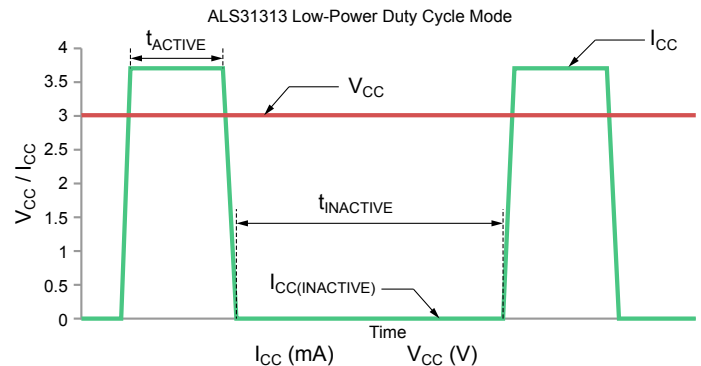 ALS31313 Low-Power Duty Cycle Mode
tACTIVE
ICC
VCC
VCC / ICC
4
3.5
3
2.5
2
1.5
1
0.5
0
tINACTIVE
ICC(INACTIVE)
Time
ICC (mA) VCC (V)